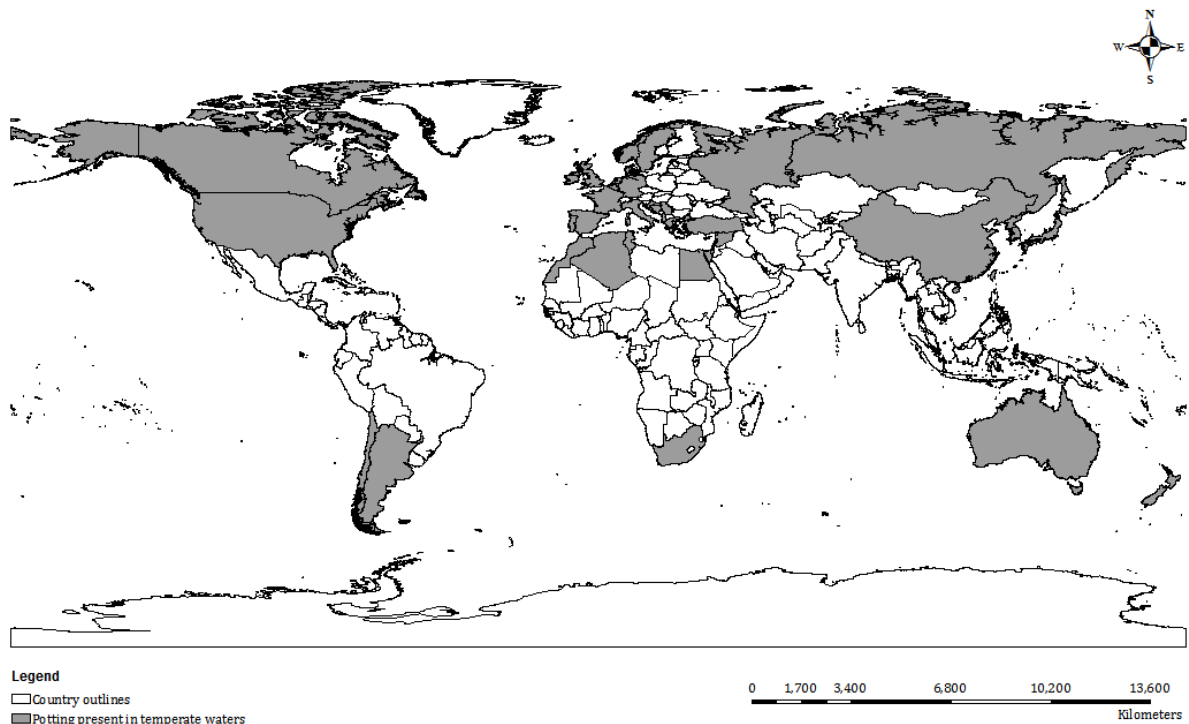 N
W E
S
Legend
Country outlines
Potting present in temperate waters
0 1,700 3,400 6,800 10,200 13,600
Kilometers